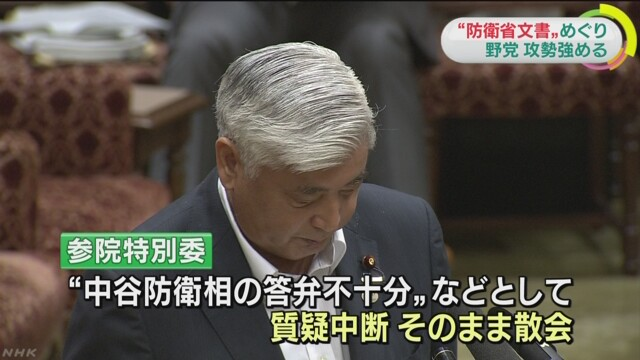 “防衛省文書„めぐり
野党 攻勢強める
参院特別委
“中谷防衛相の答弁不十分„などとして
質疑中断 そのまま散会
NHK